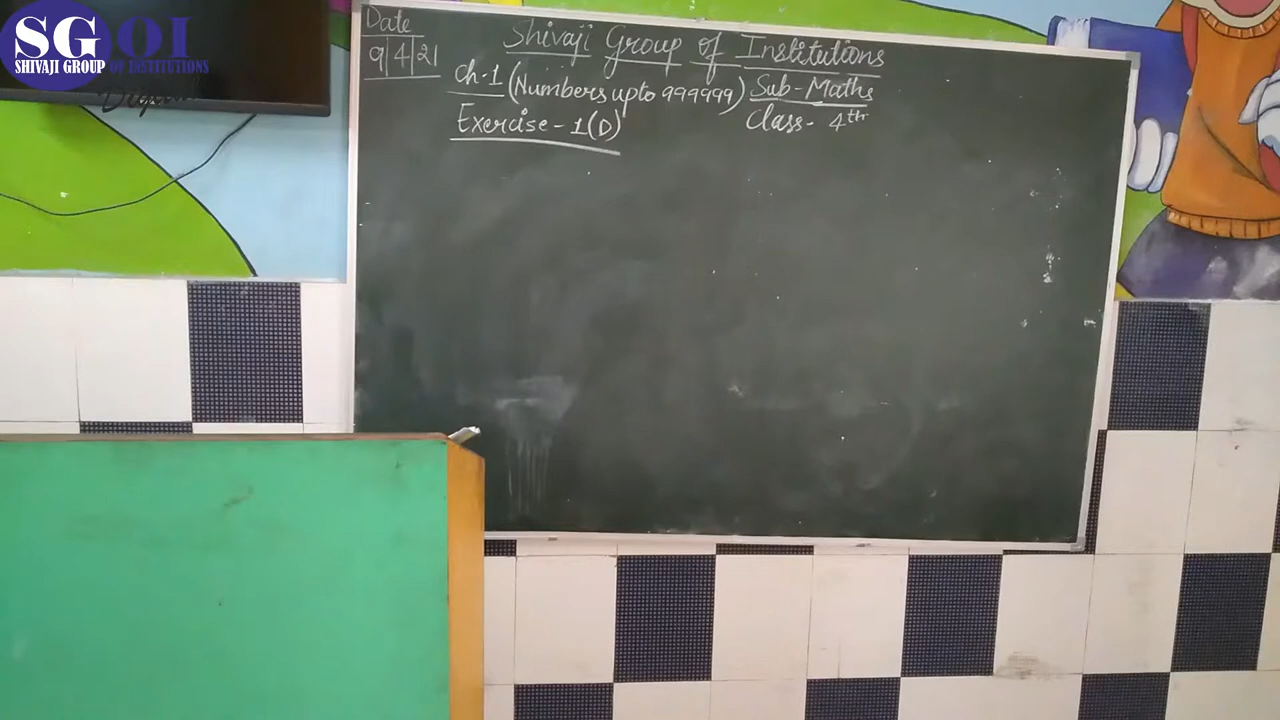 SGOI
SHIVAJI GROUP OF INSTITUTIONS
Date
9|4|21
Shivaji Group of Institutions
Ch-1 (Numbers upto 999999) Sub-Maths
Exercise-1(D) Class- 4th